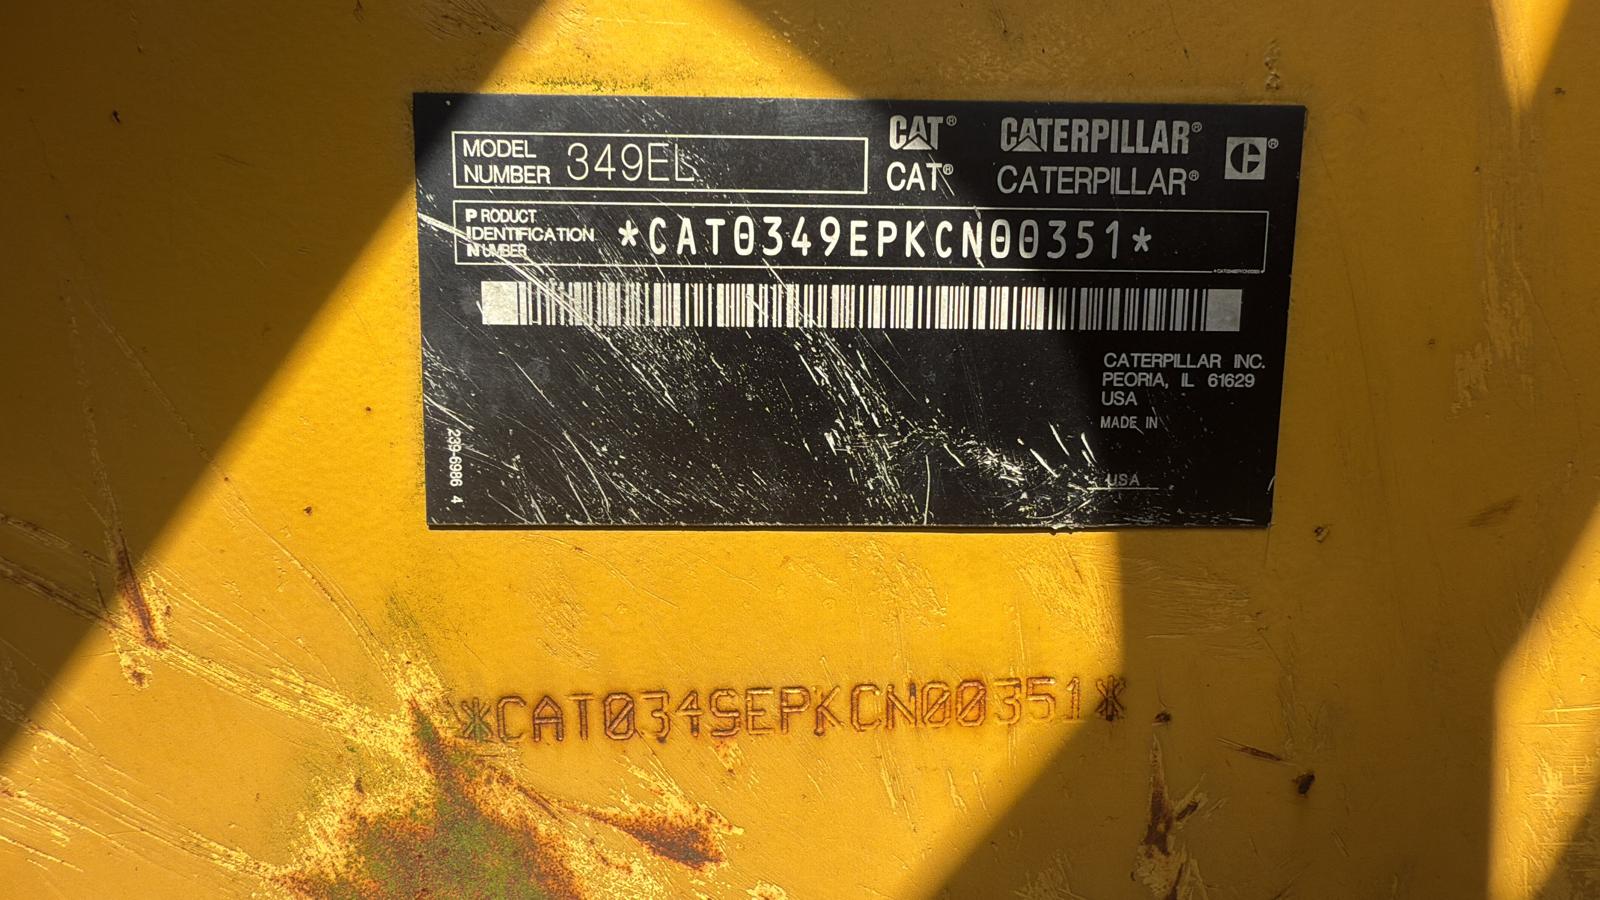 MODEL
NUMBER 349EL
CAT® CATERPILLAR®
CAT® CATERPILLAR®
PRODUCT
IDENTIFICATION
NUMBER
*CAT0349EPKCN00351*
*CAT0349EPKCN00351*
CATERPILLAR INC.
PEORIA, IL 61629
USA
MADE IN
USA
239-6986 4
*CAT0349EPKCN00351*